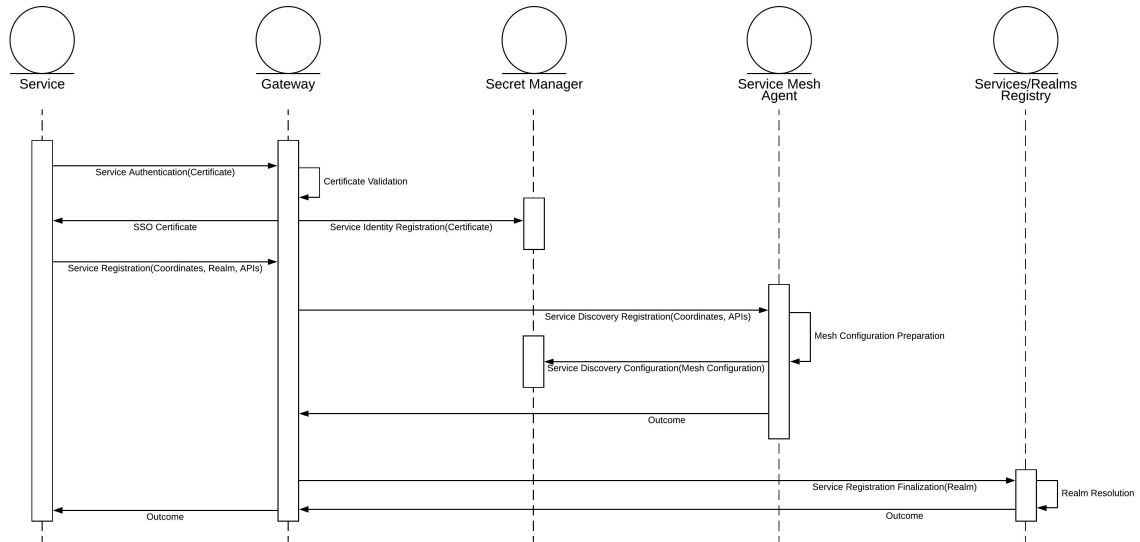 Service
Gateway
Secret Manager
Service Mesh
Agent
Services/Realms
Registry
Service Authentication(Certificate)
Certificate Validation
SSO Certificate
Service Identity Registration(Certificate)
Service Registration(Coordinates, Realm, APIs)
Service Discovery Registration(Coordinates, APIs)
Mesh Configuration Preparation
Service Discovery Configuration(Mesh Configuration)
Outcome
Service Registration Finalization(Realm)
Realm Resolution
Outcome
Outcome